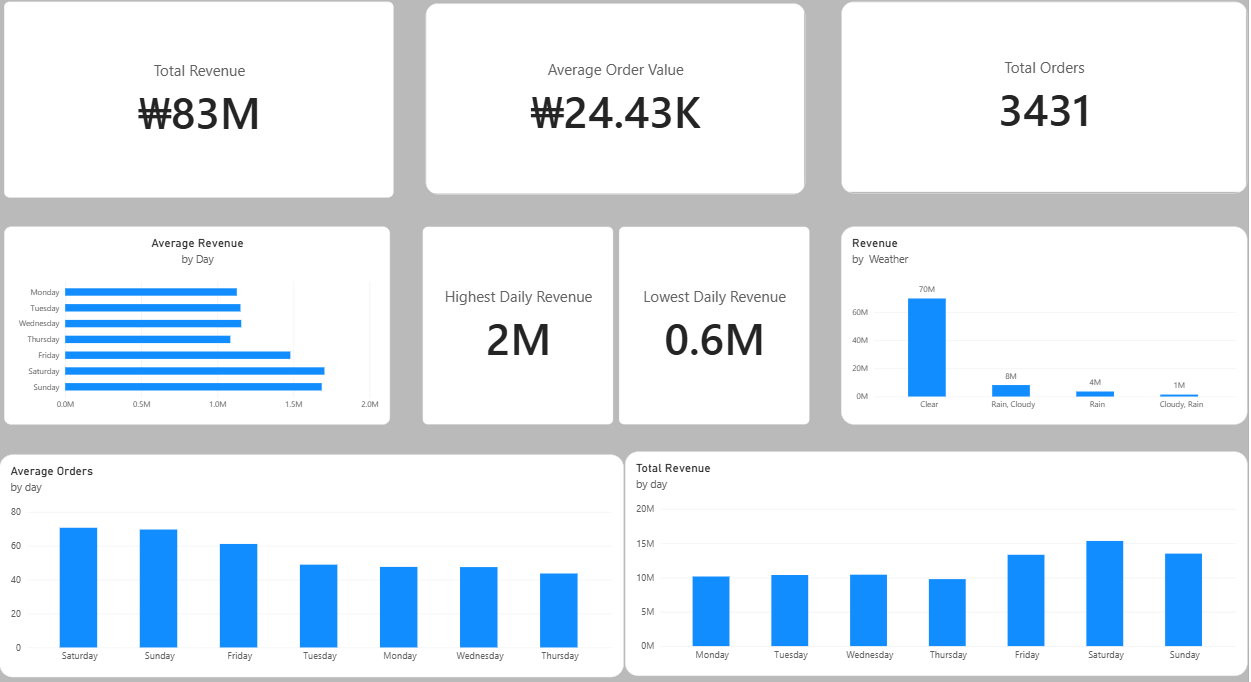 Total Revenue
₩83M
Average Order Value
₩24.43K
Total Orders
3431
Average Revenue
by Day
Monday
Tuesday
Wednesday
Thursday
Friday
Saturday
Sunday
0.0M 0.5M 1.0M 1.5M 2.0M
Highest Daily Revenue
2M
Lowest Daily Revenue
0.6M
Revenue
by Weather
60M
40M
20M
0M
70M
8M
4M
1M
Clear Rain, Cloudy Rain Cloudy, Rain
Average Orders
by day
80
60
40
20
0
Saturday Sunday Friday Tuesday Monday Wednesday Thursday
Total Revenue
by day
20M
15M
10M
5M
0M
Monday Tuesday Wednesday Thursday Friday Saturday Sunday